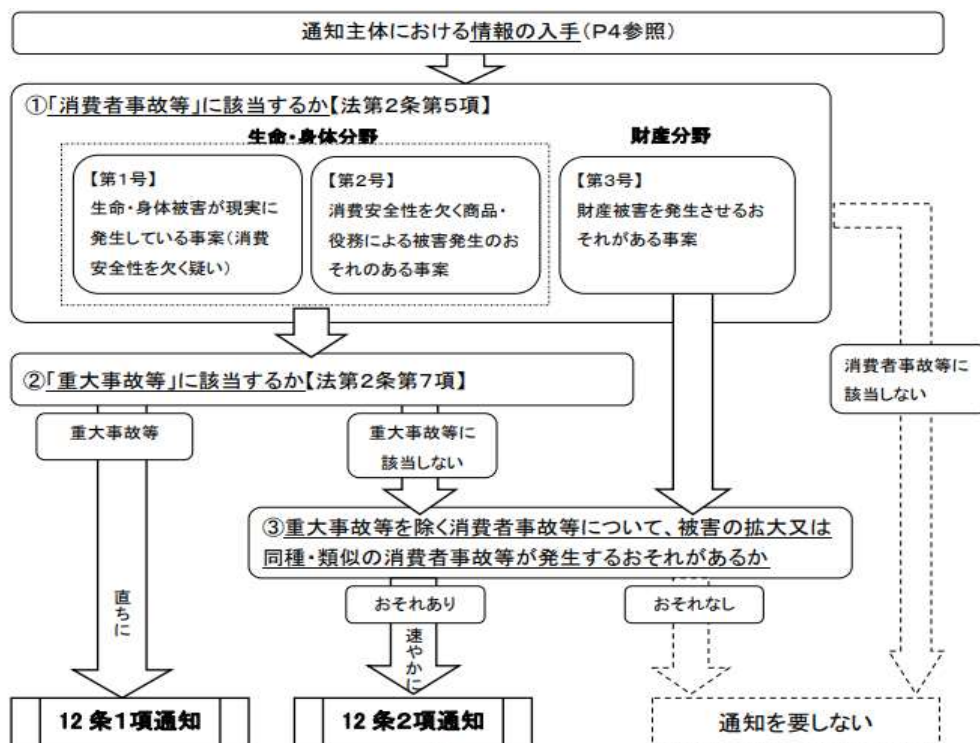 通知主体における情報の入手(P4参照)
①「消費者事故等」に該当するか【法第2条第5項】
生命・身体分野
財産分野
【第1号】
生命・身体被害が現実に
発生している事案(消費
安全性を欠く疑い)
【第2号】
消費安全性を欠く商品・
役務による被害発生のお
それのある事案
【第3号】
財産被害を発生させるお
それがある事案
②「重大事故等」に該当するか【法第2条第7項】
消費者事故等に
該当しない
重大事故等
重大事故等に
該当しない
③重大事故等を除く消費者事故等について、被害の拡大又は
同種・類似の消費者事故等が発生するおそれがあるか
直ちに
おそれあり
おそれなし
速やかに
12条1項通知
12条2項通知
通知を要しない